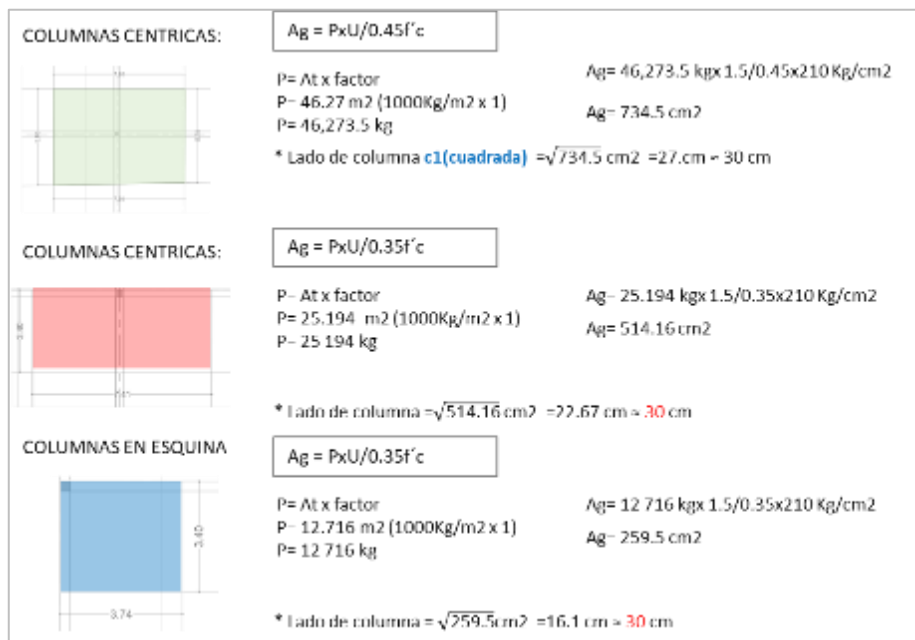 COLUMNAS CENTRICAS:
Ag = PxU/0.45f´c
P= At x factor
P= 46.27 m2 (1000Kg/m2 x 1)
P= 46,273.5 kg
Ag= 46,273.5 kgx 1.5/0.45x210 Kg/cm2
Ag= 734.5 cm2
* Lado de columna c1(cuadrada) =√734.5 cm2 =27.cm ≈ 30 cm
COLUMNAS CENTRICAS:
Ag = PxU/0.35f´c
P= At x factor
P= 25.194 m2 (1000Kg/m2 x 1)
P= 25 194 kg
Ag= 25.194 kgx 1.5/0.35x210 Kg/cm2
Ag= 514.16 cm2
* Lado de columna =√514.16 cm2 =22.67 cm ≈ 30 cm
COLUMNAS EN ESQUINA
Ag = PxU/0.35f´c
P= At x factor
P= 12.716 m2 (1000Kg/m2 x 1)
P= 12 716 kg
Ag= 12 716 kgx 1.5/0.35x210 Kg/cm2
Ag= 259.5 cm2
3.40
3.74
* Lado de columna = √259.5cm2 =16.1 cm ≈ 30 cm